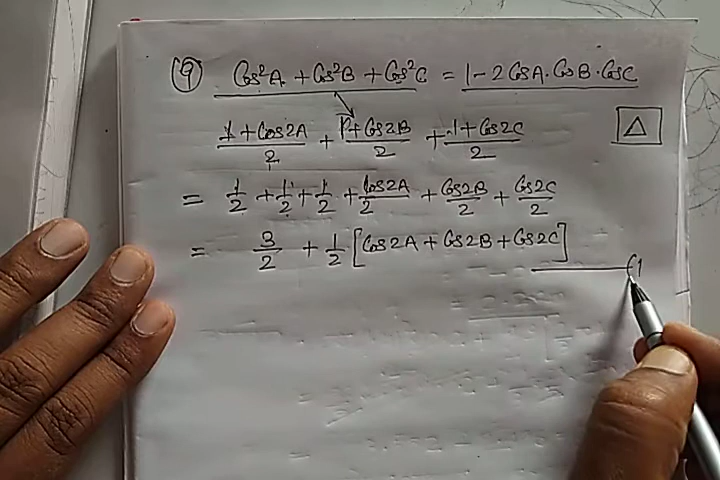 9 Cos²A + Cos²B + Cos²C = 1 - 2 CosA · CosB · CosC
(1 + Cos2A)/2 + (1 + Cos2B)/2 + (1 + Cos2C)/2 △
= 1/2 + 1/2 + 1/2 + Cos2A/2 + Cos2B/2 + Cos2C/2
= 3/2 + 1/2 [Cos2A + Cos2B + Cos2C]
(1